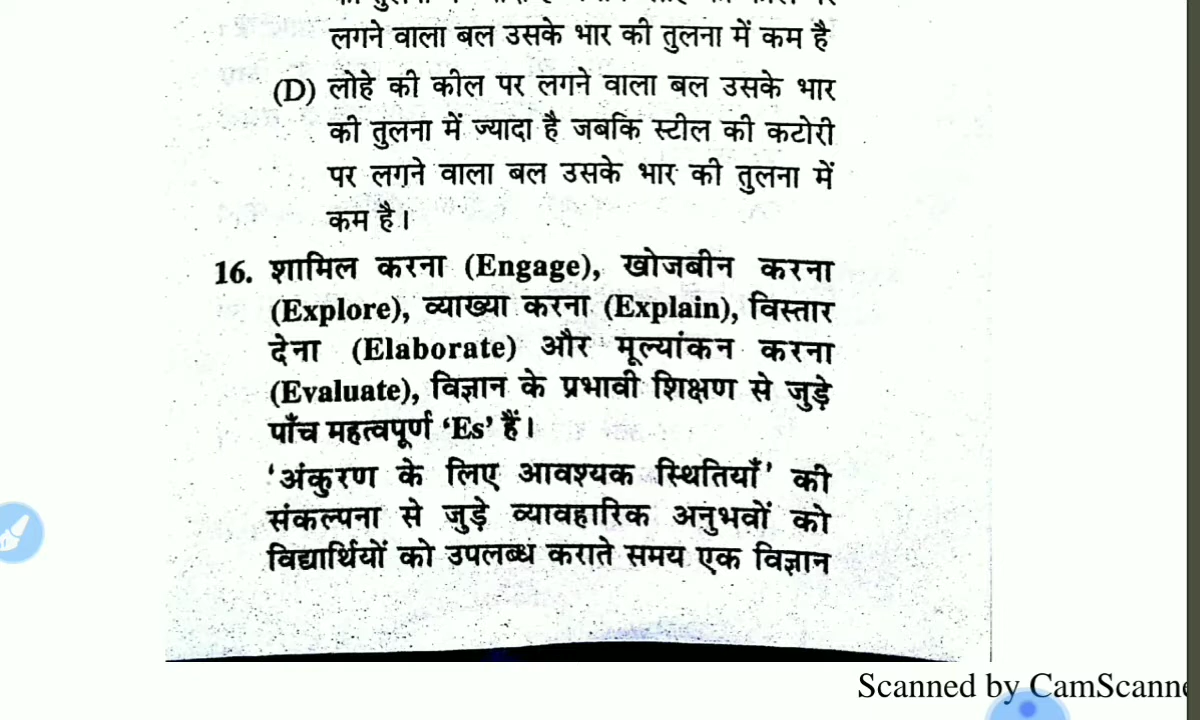 लगने वाला बल उसके भार की तुलना में कम है
(D) लोहे की कील पर लगने वाला बल उसके भार
की तुलना में ज्यादा है जबकि स्टील की कटोरी
पर लगने वाला बल उसके भार की तुलना में
कम है।
16. शामिल करना (Engage), खोजबीन करना
(Explore), व्याख्या करना (Explain), विस्तार
देना (Elaborate) और मूल्यांकन करना
(Evaluate), विज्ञान के प्रभावी शिक्षण से जुड़े
पाँच महत्वपूर्ण ‘Es’ हैं।
‘अंकुरण के लिए आवश्यक स्थितियाँ’ की
संकल्पना से जुड़े व्यावहारिक अनुभवों को
विद्यार्थियों को उपलब्ध कराते समय एक विज्ञान
Scanned by CamScanne